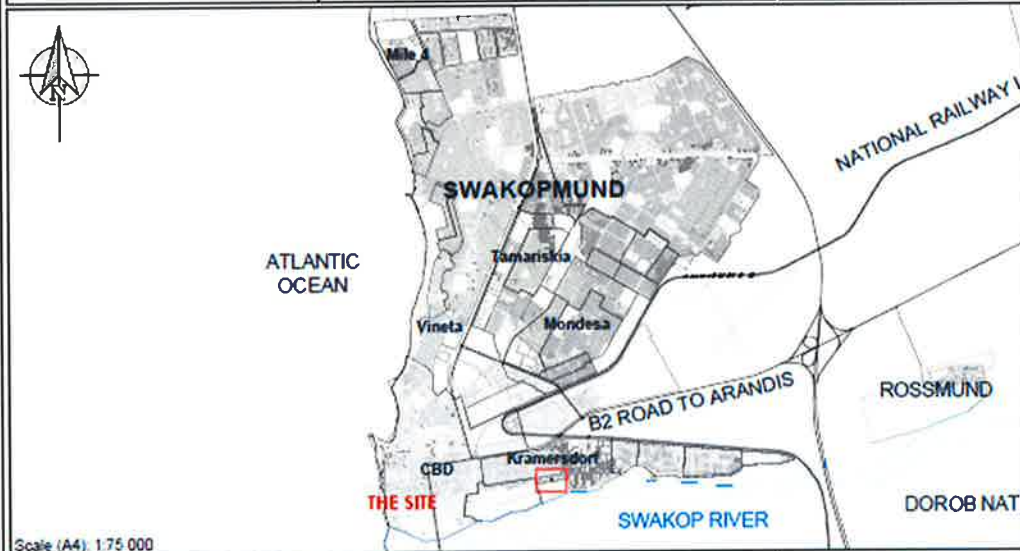 N
Mile 4
NATIONAL RAILWAY
SWAKOPMUND
ATLANTIC
OCEAN
Tamariskia
Vineta
Mondesa
B2 ROAD TO ARANDIS
ROSSMUND
CBD
Kramersdorf
THE SITE
SWAKOP RIVER
DOROB NAT
Scale (A4): 1:75 000